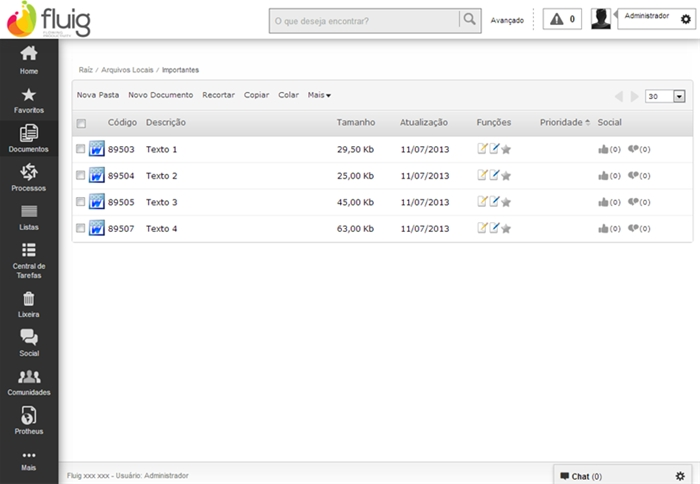 fluig
O que deseja encontrar?
Avançado
0
Administrador
Home
Favoritos
Documentos
Processos
Listas
Central de
Tarefas
Lixeira
Social
Comunidades
Protheus
Mais
Raíz / Arquivos Locais / Importantes
Nova Pasta Novo Documento Recortar Copiar Colar Mais 30
Código Descrição Tamanho Atualização Funções Prioridade Social
89503 Texto 1 29,50 Kb 11/07/2013 (0) (0)
89504 Texto 2 25,00 Kb 11/07/2013 (0) (0)
89505 Texto 3 45,00 Kb 11/07/2013 (0) (0)
89507 Texto 4 63,00 Kb 11/07/2013 (0) (0)
Fluig xxx xxx - Usuário: Administrador
Chat (0)